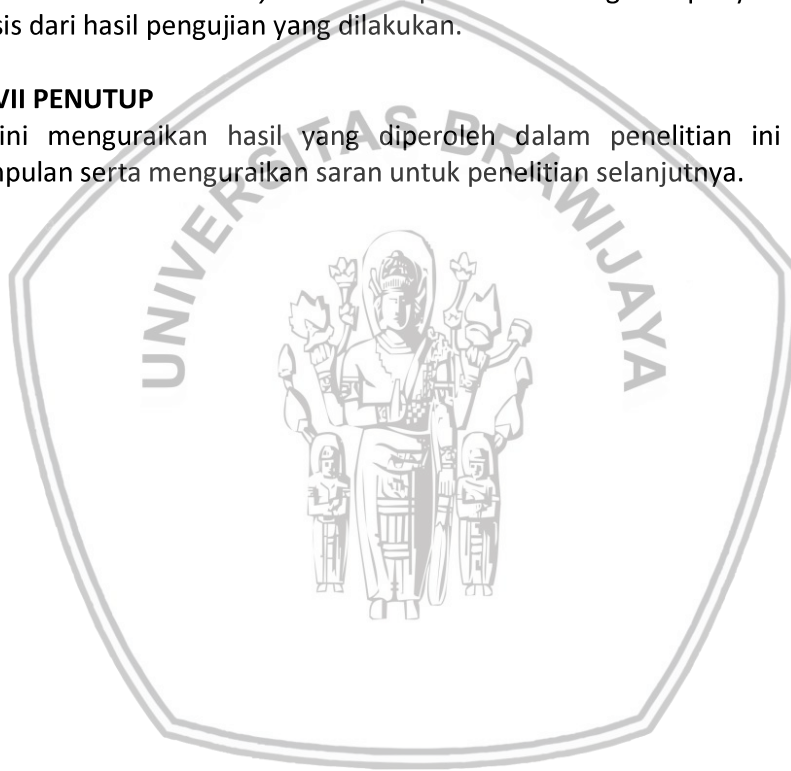 sis dari hasil pengujian yang dilakukan.
VII PENUTUP
ini menguraikan hasil yang diperoleh dalam penelitian ini
npulan serta menguraikan saran untuk penelitian selanjutnya.
UNIVERSITAS BRAWIJAYA